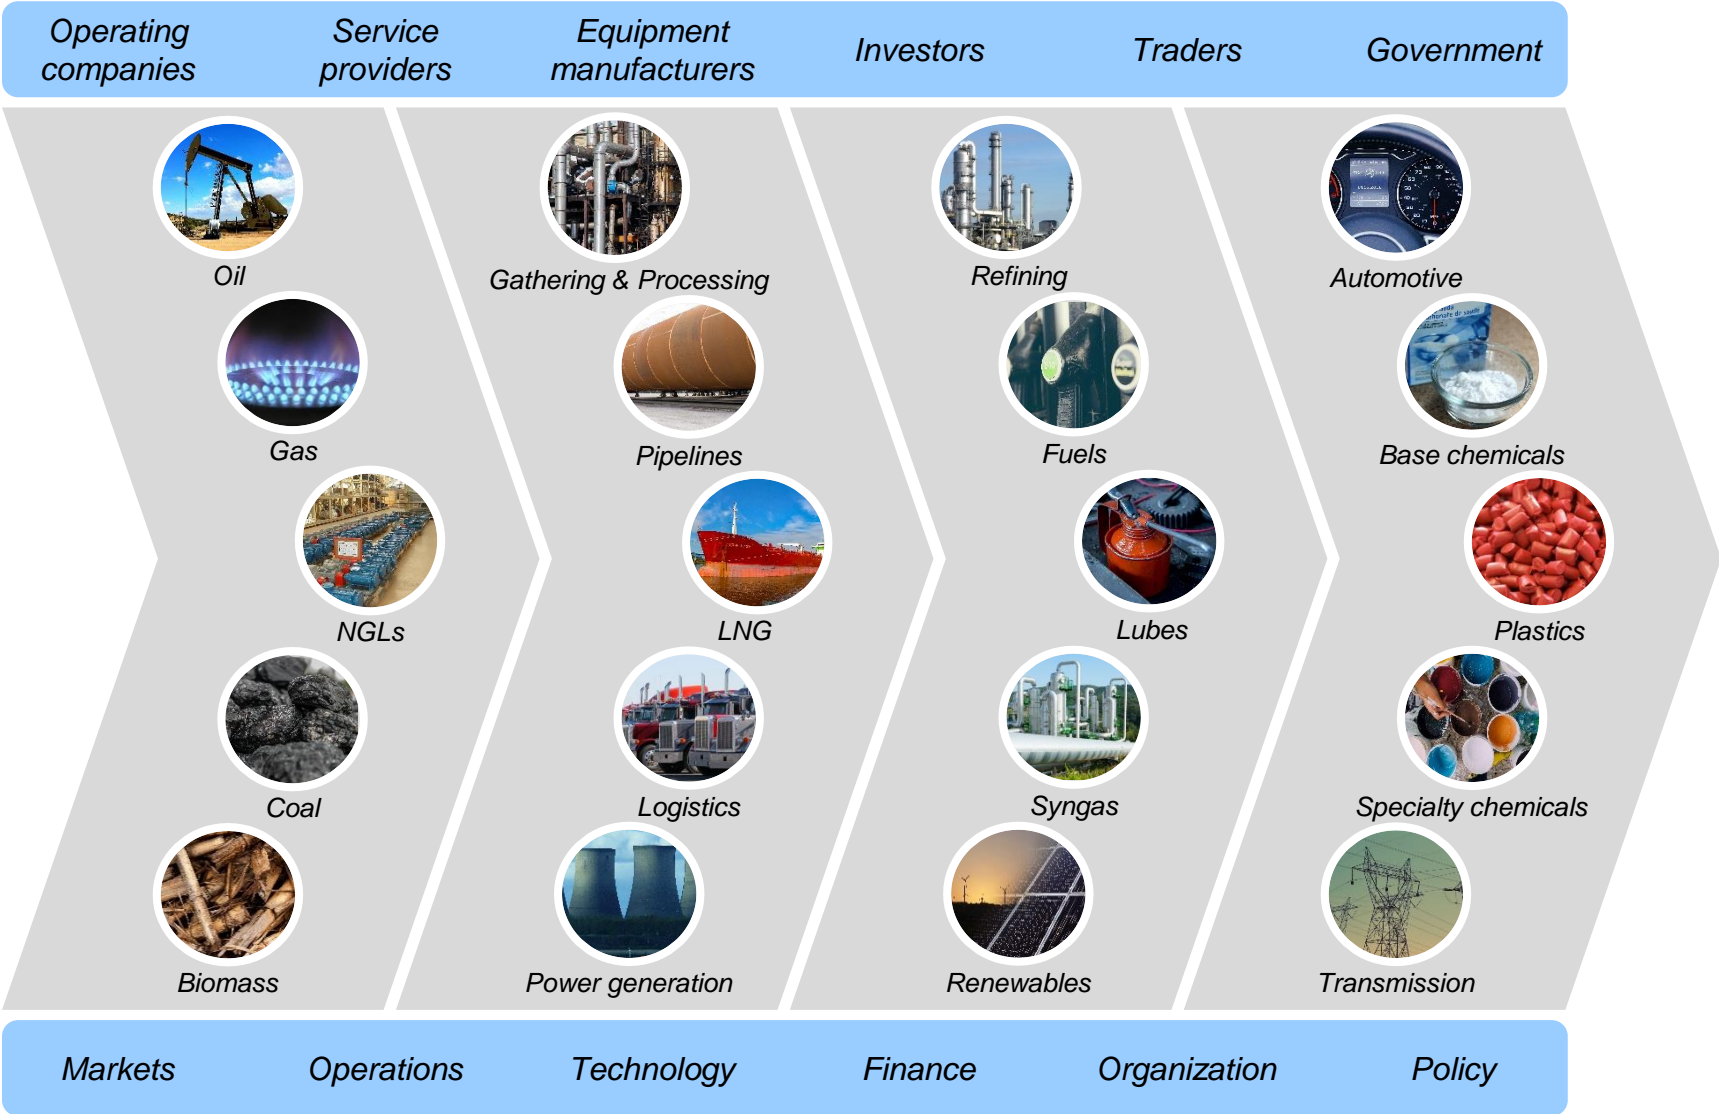 Operating
companies
Service
providers
Equipment
manufacturers
Investors
Traders
Government
Oil
Gas
NGLs
Coal
Biomass
Gathering & Processing
Pipelines
LNG
Logistics
Power generation
Refining
Fuels
Lubes
Syngas
Renewables
Automotive
Base chemicals
Plastics
Specialty chemicals
Transmission
Markets
Operations
Technology
Finance
Organization
Policy